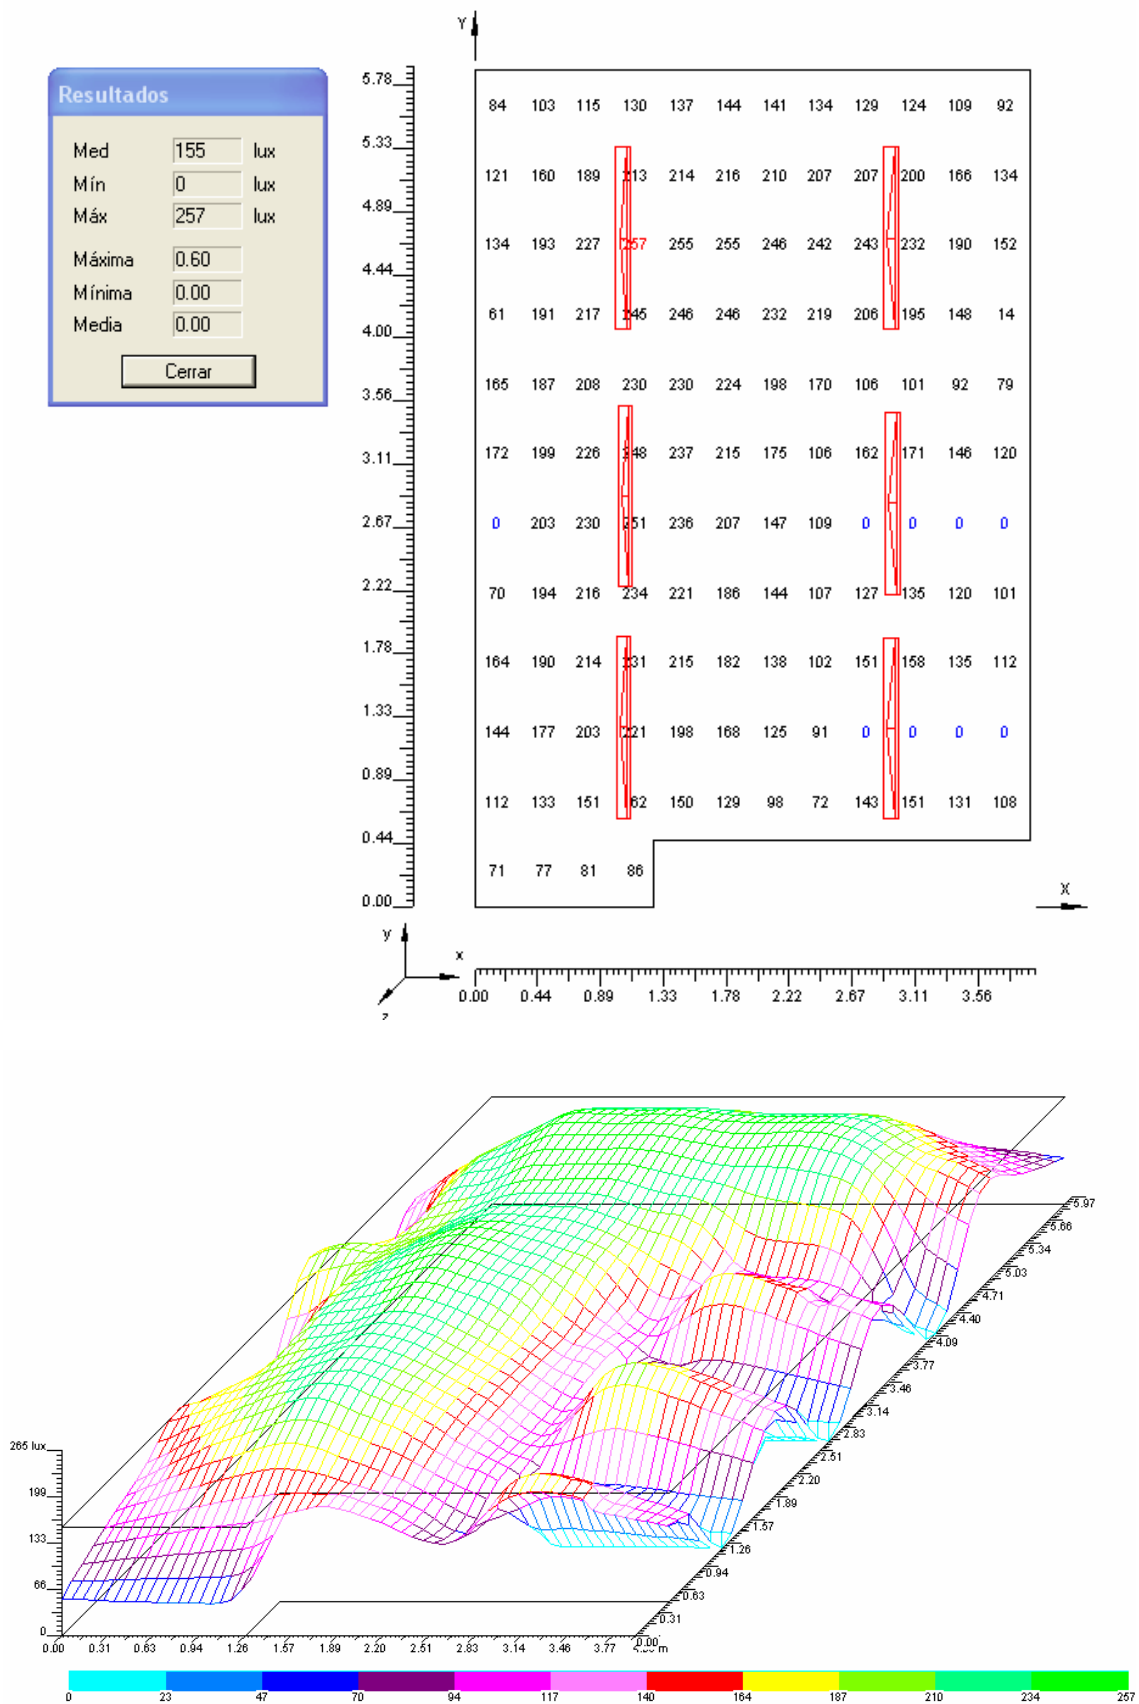 Resultados
Med 155 lux
Mín 0 lux
Máx 257 lux
Máxima 0.60
Mínima 0.00
Media 0.00
Cerrar
Y
5.78
5.33
4.89
4.44
4.00
3.56
3.11
2.67
2.22
1.78
1.33
0.89
0.44
0.00
84 103 115 130 137 144 141 134 129 124 109 92
121 160 189 213 214 216 210 207 207 200 166 134
134 193 227 257 255 255 246 242 243 232 190 152
61 191 217 245 246 246 232 219 206 195 148 14
165 187 208 230 230 224 198 170 106 101 92 79
172 199 226 248 237 215 175 106 162 171 146 120
0 203 230 251 236 207 147 109 0 0 0 0
70 194 216 234 221 186 144 107 127 135 120 101
164 190 214 231 215 182 138 102 151 158 135 112
144 177 203 221 198 168 125 91 0 0 0 0
112 133 151 162 150 129 98 72 143 151 131 108
71 77 81 86
X
y
x
z
0.00 0.44 0.89 1.33 1.78 2.22 2.67 3.11 3.56
5.97
5.66
5.34
5.03
4.71
4.40
4.09
3.77
3.46
3.14
2.83
2.51
2.20
1.89
1.57
1.26
0.94
0.63
0.31
0.00
265 lux
199
133
66
0
0.00 0.31 0.63 0.94 1.26 1.57 1.89 2.20 2.51 2.83 3.14 3.46 3.77 m
0 23 47 70 94 117 140 164 187 210 234 257